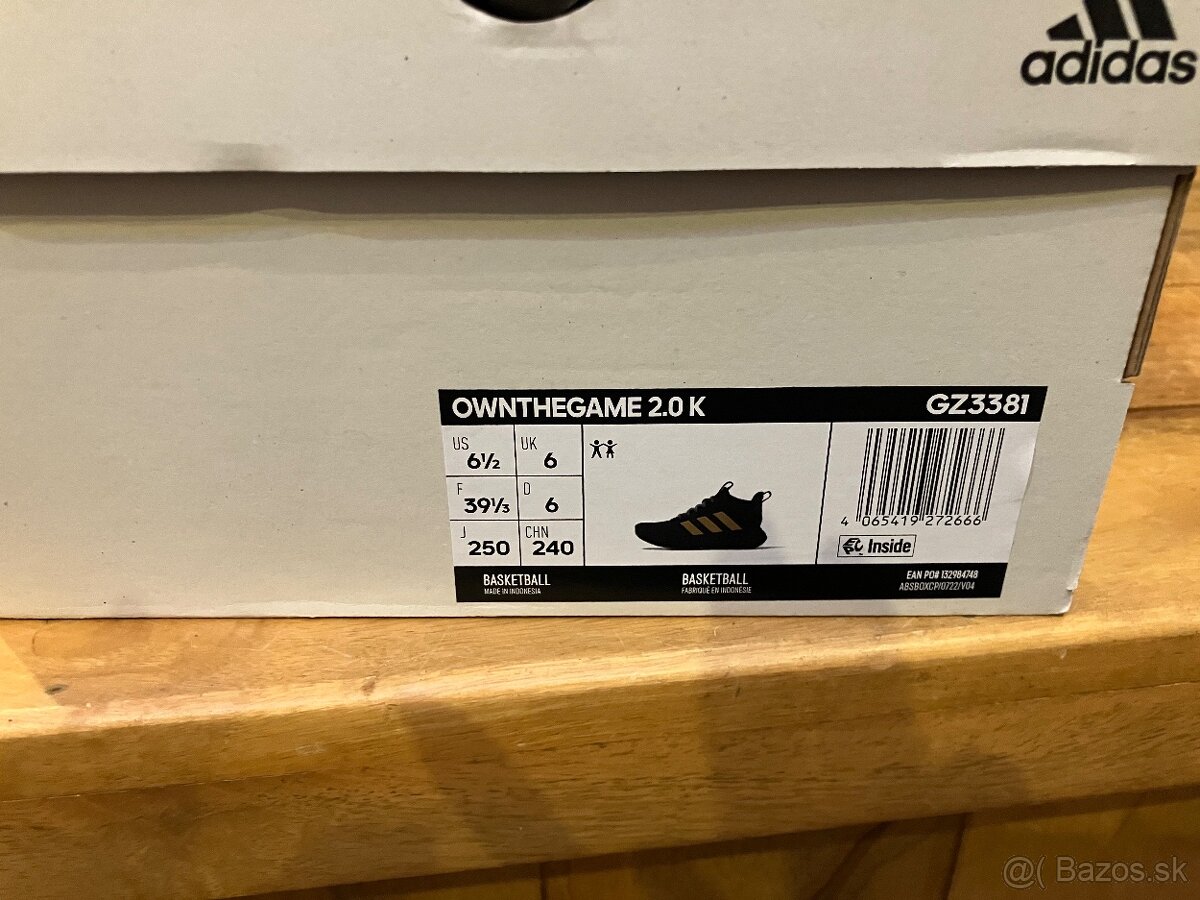 adidas
OWNTHEGAME 2.0 K GZ3381
US 6½ UK 6
F 39⅓ D 6
J 250 CHN 240
4 065419 272666
Inside
BASKETBALL BASKETBALL EAN PO# 132984748
MADE IN INDONESIA FABRIQUÉ EN INDONESIE ABSBOXCP/0722/V04
@( Bazos.sk